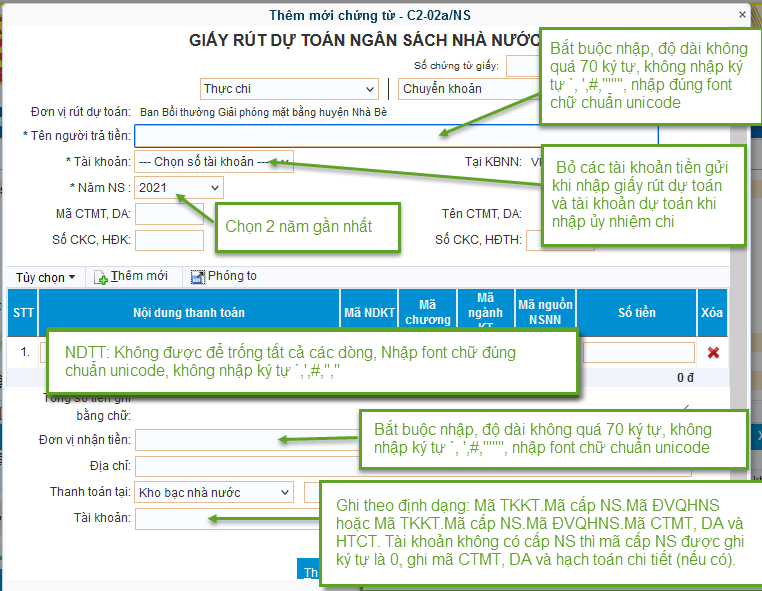 Thêm mới chứng từ - C2-02a/NS
×
GIẤY RÚT DỰ TOÁN NGÂN SÁCH NHÀ NƯỚC
Số chứng từ giấy:
Bắt buộc nhập, độ dài không
quá 70 ký tự, không nhập ký
tự `, ',#,""""", nhập đúng font
chữ chuẩn unicode
Thực chi
Chuyển khoản
Đơn vị rút dự toán: Ban Bồi thường Giải phóng mặt bằng huyện Nhà Bè
* Tên người trả tiền:
* Tài khoản: --- Chọn số tài khoản ---
Tại KBNN:
Bỏ các tài khoản tiền gửi
khi nhập giấy rút dự toán
và tài khoản dự toán khi
nhập ủy nhiệm chi
* Năm NS : 2021
Chọn 2 năm gần nhất
Mã CTMT, DA:
Tên CTMT, DA:
Số CKC, HĐK:
Số CKC, HĐTH:
Tùy chọn Thêm mới Phóng to
STT Nội dung thanh toán Mã NDKT Mã chương Mã ngành KT Mã nguồn NSNN Số tiền Xóa
1.
NDTT: Không được để trống tất cả các dòng, Nhập font chữ đúng
chuẩn unicode, không nhập ký tự `,',#,","
0 đ
Tổng số tiền ghi
bằng chữ:
Đơn vị nhận tiền:
Bắt buộc nhập, độ dài không quá 70 ký tự, không
nhập ký tự `, ',#,""""", nhập font chữ chuẩn unicode
Địa chỉ:
Thanh toán tại: Kho bạc nhà nước
Tài khoản:
Ghi theo định dạng: Mã TKKT.Mã cấp NS.Mã ĐVQHNS
hoặc Mã TKKT.Mã cấp NS.Mã ĐVQHNS.Mã CTMT, DA và
HTCT. Tài khoản không có cấp NS thì mã cấp NS được ghi
ký tự là 0, ghi mã CTMT, DA và hạch toán chi tiết (nếu có).